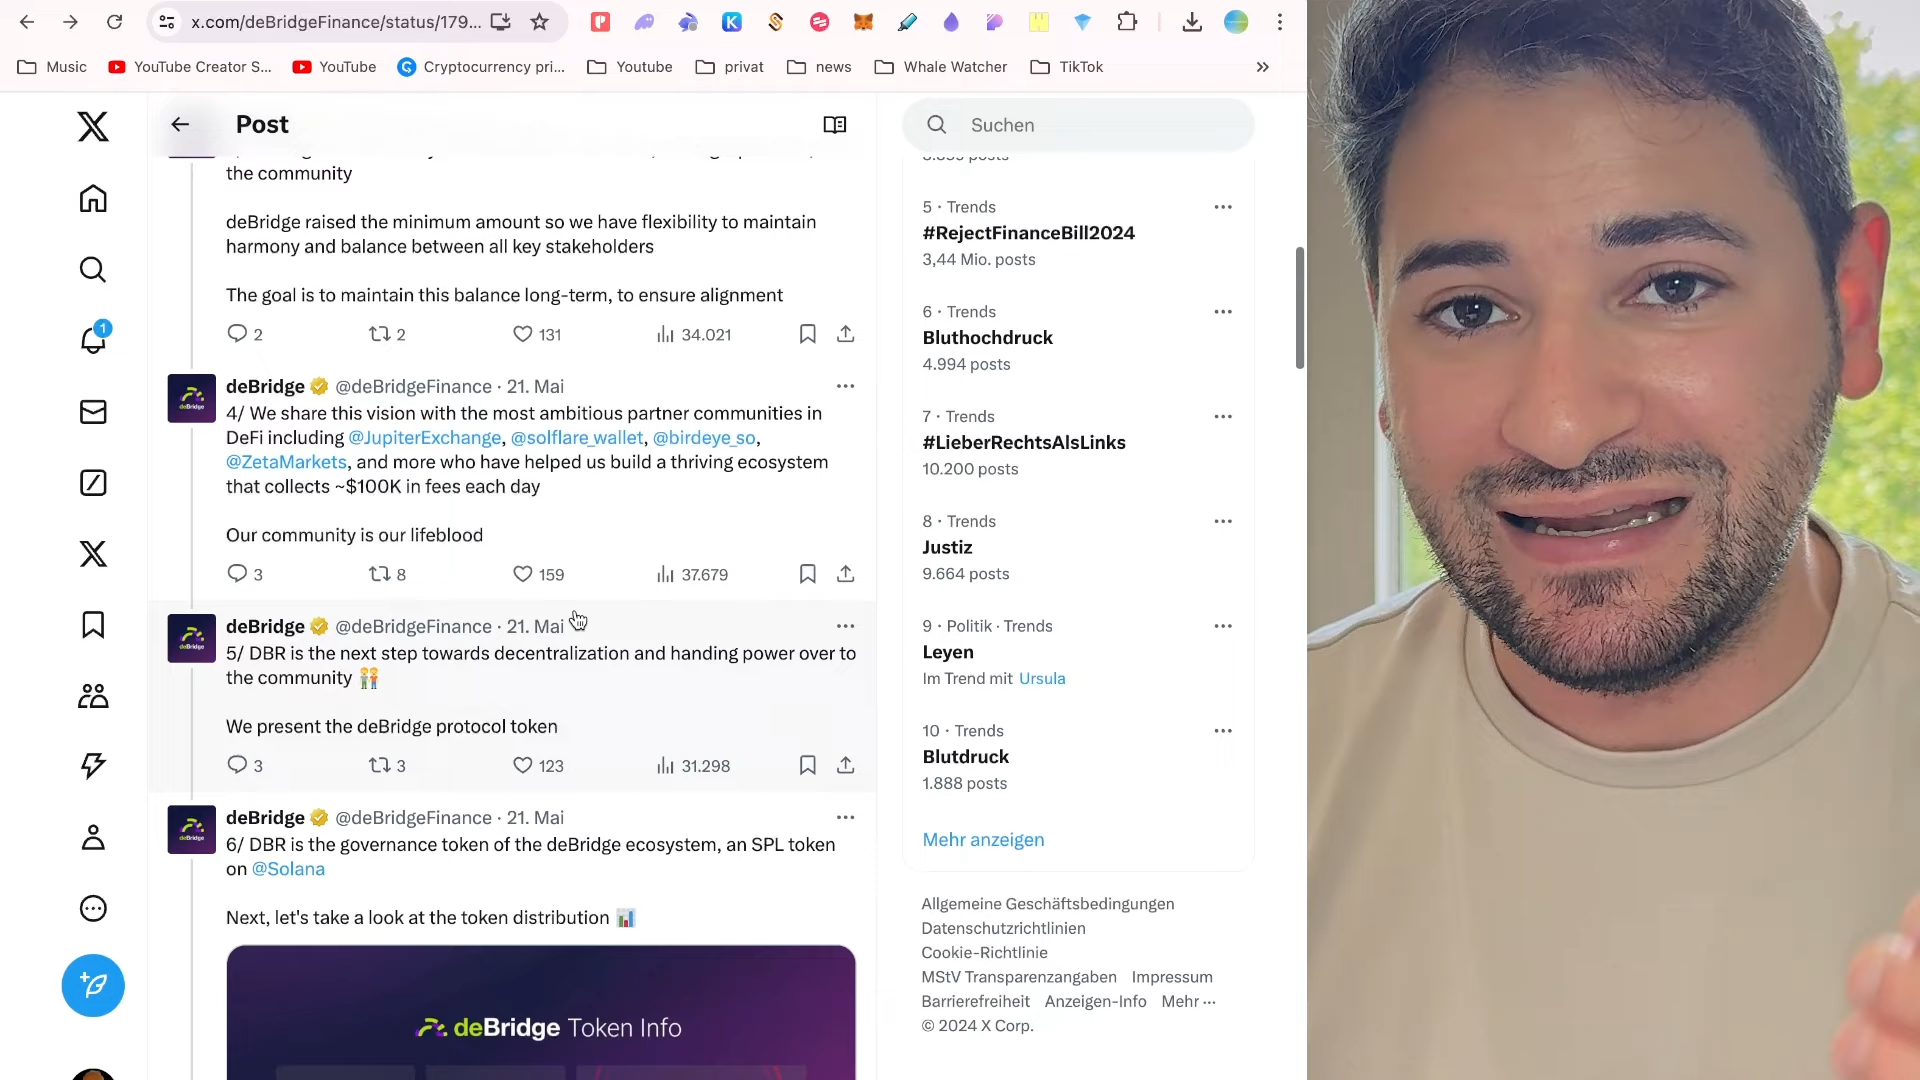 x.com/deBridgeFinance/status/179...
Music
YouTube Creator S...
YouTube
Cryptocurrency pri...
Youtube
privat
news
Whale Watcher
TikTok
Post
the community
deBridge raised the minimum amount so we have flexibility to maintain
harmony and balance between all key stakeholders
The goal is to maintain this balance long-term, to ensure alignment
2
2
131
34.021
deBridge @deBridgeFinance · 21. Mai
4/ We share this vision with the most ambitious partner communities in
DeFi including @JupiterExchange, @solflare_wallet, @birdeye_so,
@ZetaMarkets, and more who have helped us build a thriving ecosystem
that collects ~$100K in fees each day
Our community is our lifeblood
3
8
159
37.679
deBridge @deBridgeFinance · 21. Mai
5/ DBR is the next step towards decentralization and handing power over to
the community
We present the deBridge protocol token
3
3
123
31.298
deBridge @deBridgeFinance · 21. Mai
6/ DBR is the governance token of the deBridge ecosystem, an SPL token
on @Solana
Next, let's take a look at the token distribution
deBridge Token Info
1
Suchen
5 · Trends
#RejectFinanceBill2024
3,44 Mio. posts
6 · Trends
Bluthochdruck
4.994 posts
7 · Trends
#LieberRechtsAlsLinks
10.200 posts
8 · Trends
Justiz
9.664 posts
9 · Politik · Trends
Leyen
Im Trend mit Ursula
10 · Trends
Blutdruck
1.888 posts
Mehr anzeigen
Allgemeine Geschäftsbedingungen
Datenschutzrichtlinien
Cookie-Richtlinie
MStV Transparenzangaben Impressum
Barrierefreiheit Anzeigen-Info Mehr ···
© 2024 X Corp.